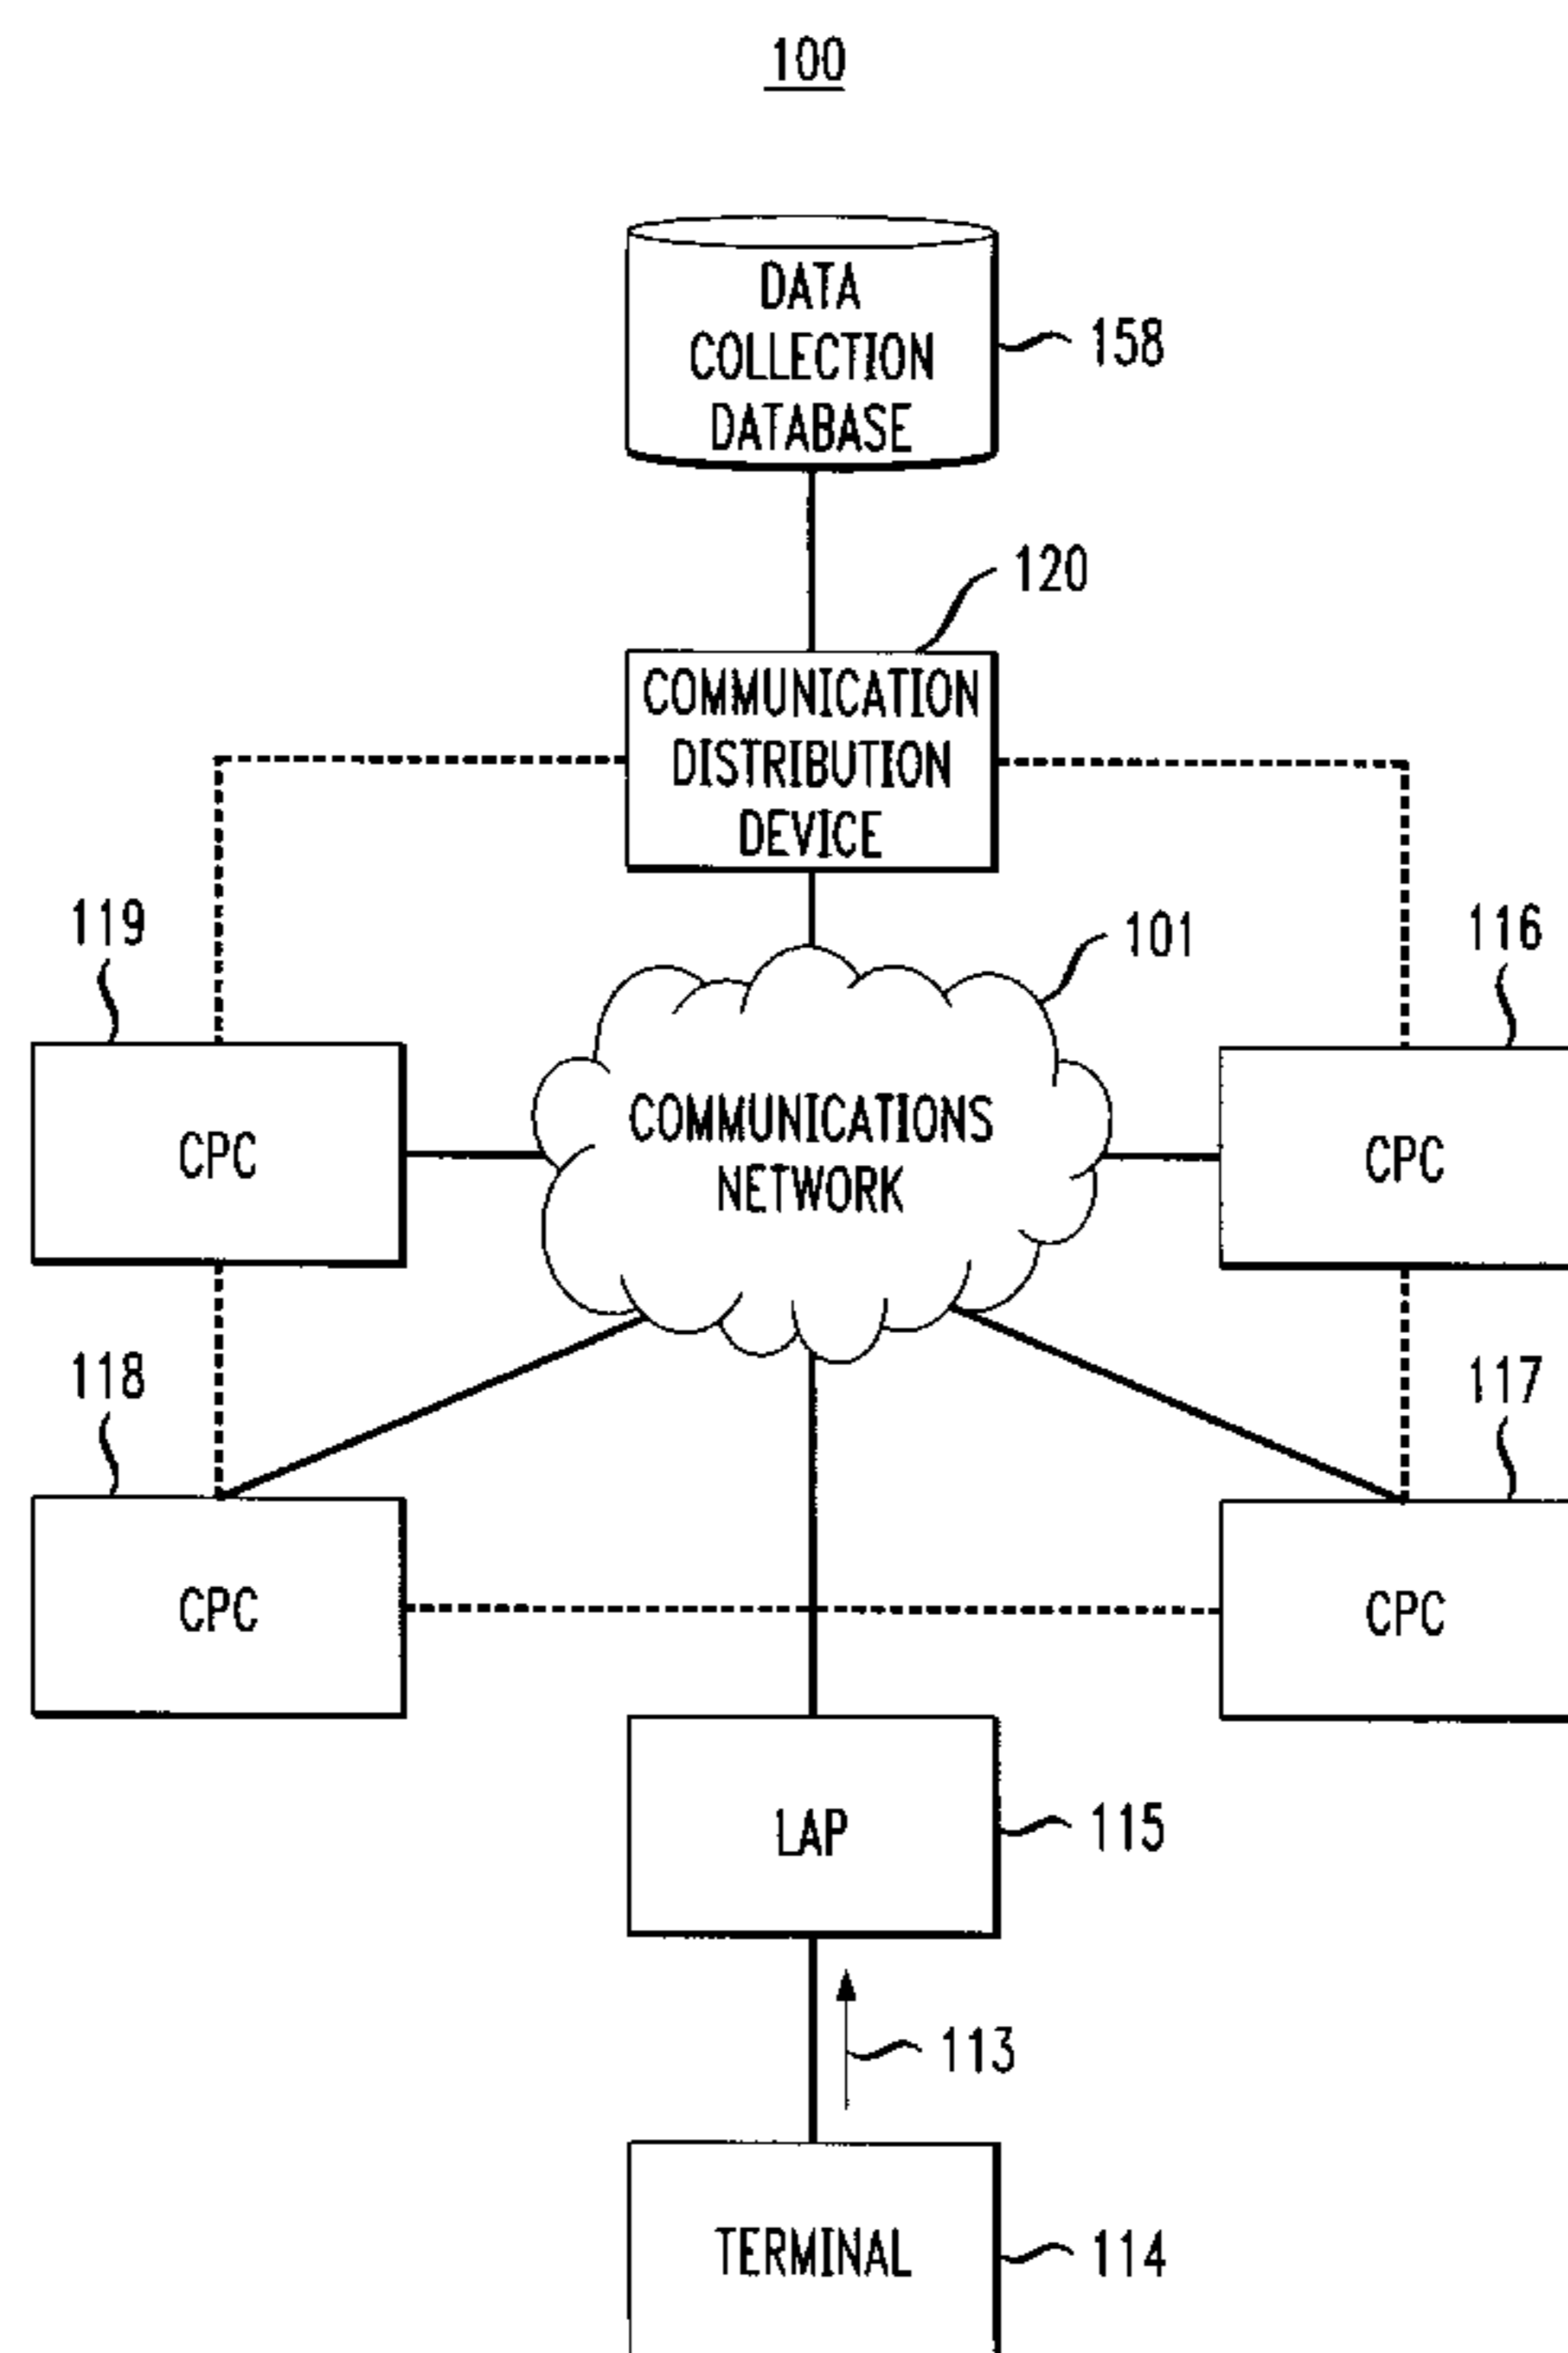 100
DATA
COLLECTION
DATABASE
158
120
COMMUNICATION
DISTRIBUTION
DEVICE
119
101
116
CPC
COMMUNICATIONS
NETWORK
CPC
118
117
CPC
CPC
LAP
115
113
TERMINAL
114